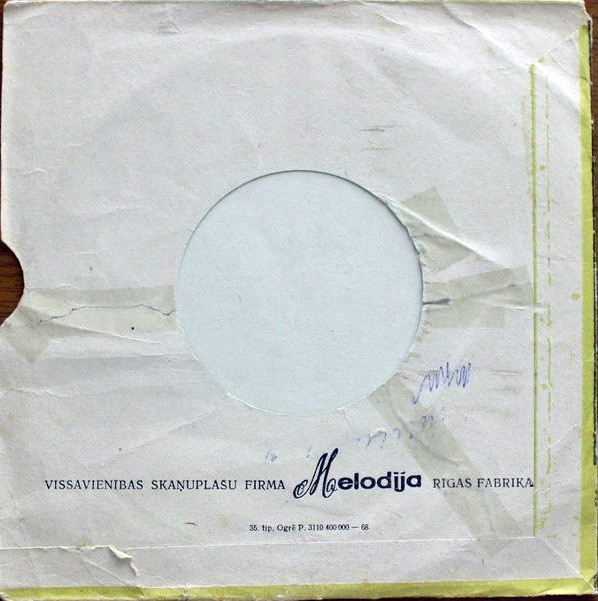 VISSAVIENĪBAS SKAŅUPLAŠU FIRMA Melodija RĪGAS FABRIKA
35. tip. Ogrē P. 3110 400 000 — 68